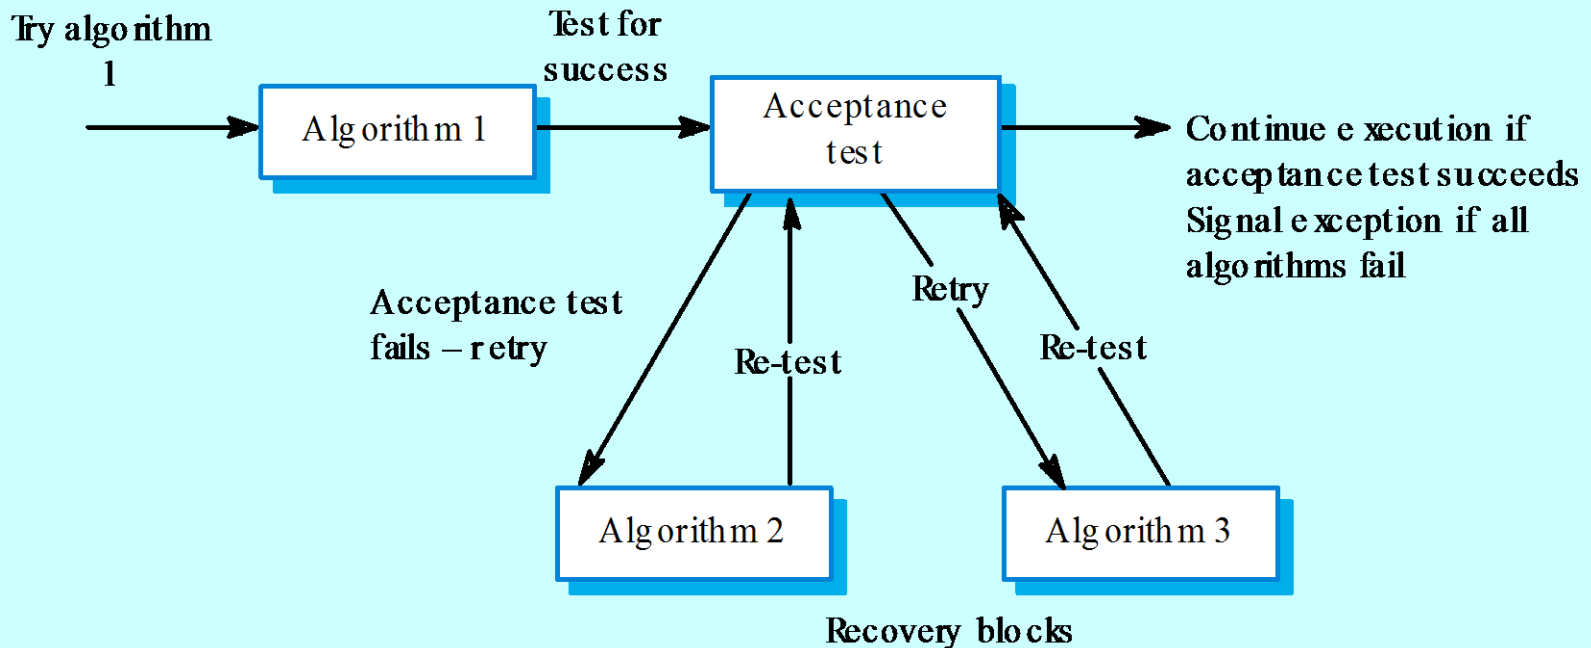 Try algorithm
1
Test for
success
Algorithm 1
Acceptance
test
Continue execution if
acceptance test succeeds
Signal exception if all
algorithms fail
Acceptance test
fails – retry
Re-test
Retry
Re-test
Algorithm 2
Algorithm 3
Recovery blocks